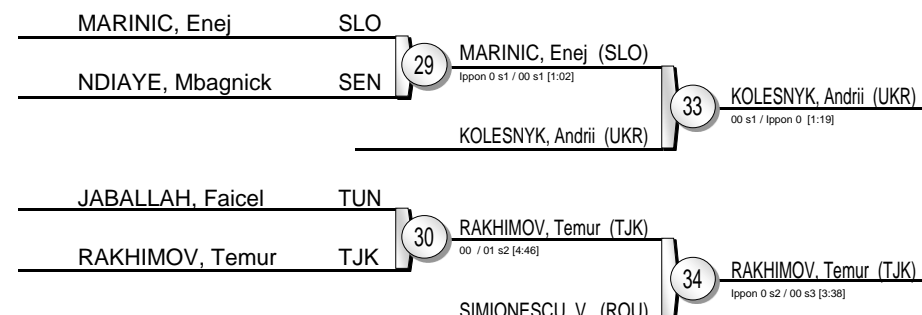 MARINIC, Enej SLO
NDIAYE, Mbagnick SEN
29
MARINIC, Enej (SLO)
Ippon 0 s1 / 00 s1 [1:02]
KOLESNYK, Andrii (UKR)
33
KOLESNYK, Andrii (UKR)
00 s1 / Ippon 0 [1:19]
JABALLAH, Faicel TUN
RAKHIMOV, Temur TJK
30
RAKHIMOV, Temur (TJK)
00 / 01 s2 [4:46]
SIMIONESCU, V. (ROU)
34
RAKHIMOV, Temur (TJK)
Ippon 0 s2 / 00 s3 [3:38]